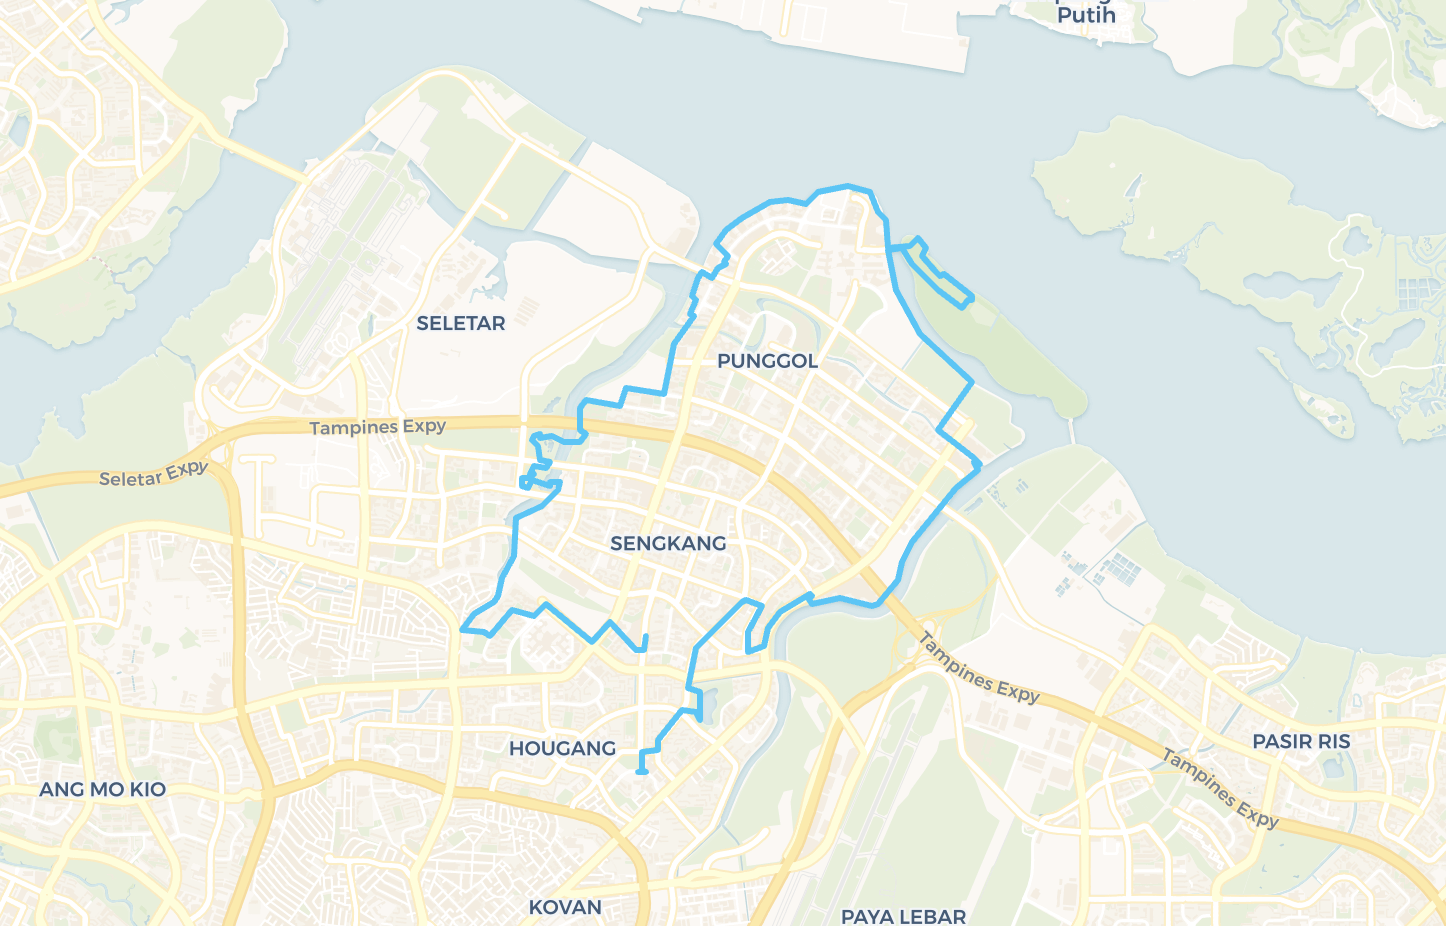 Putih
SELETAR
PUNGGOL
Tampines Expy
Seletar Expy
SENGKANG
Tampines Expy
HOUGANG
PASIR RIS
Tampines Expy
ANG MO KIO
KOVAN
PAYA LEBAR